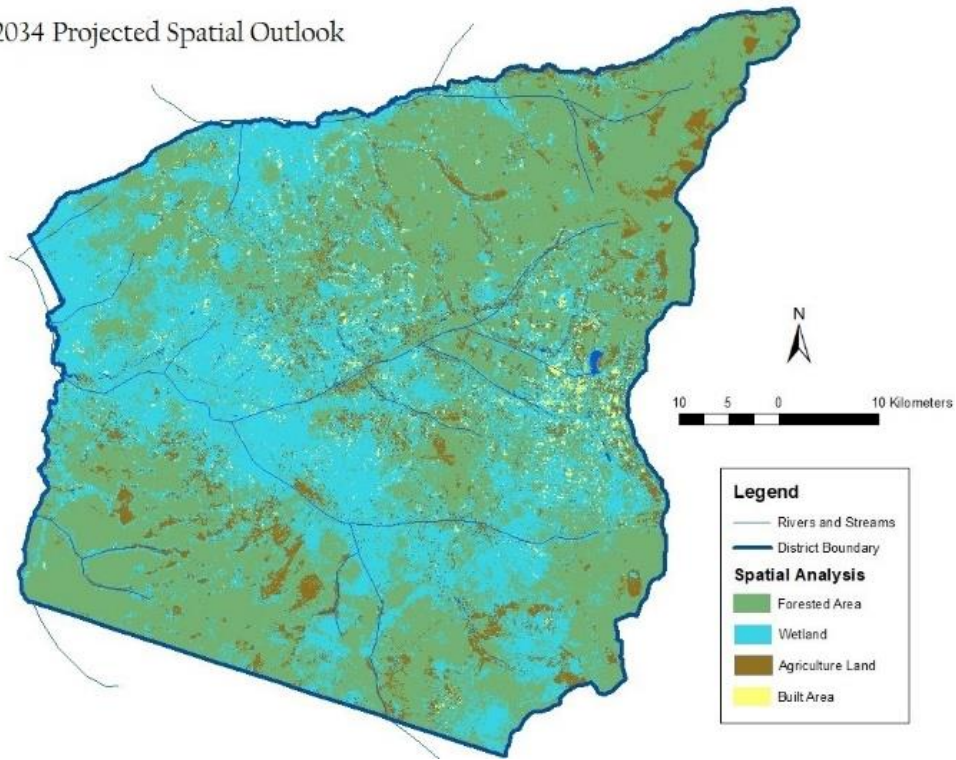 2034 Projected Spatial Outlook
N
10 5 0 10 Kilometers
Legend
Rivers and Streams
District Boundary
Spatial Analysis
Forested Area
Wetland
Agriculture Land
Built Area